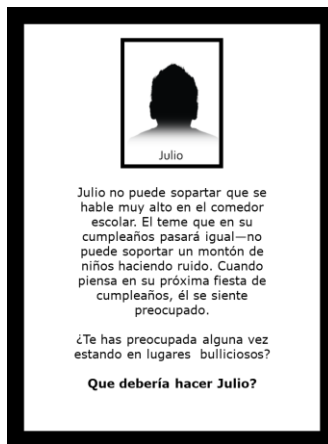 Julio
Julio no puede sopartar que se
hable muy alto en el comedor
escolar. El teme que en su
cumpleaños pasará igual—no
puede soportar un montón de
niños haciendo ruido. Cuando
piensa en su próxima fiesta de
cumpleaños, él se siente
preocupado.
¿Te has preocupada alguna vez
estando en lugares bulliciosos?
Que debería hacer Julio?